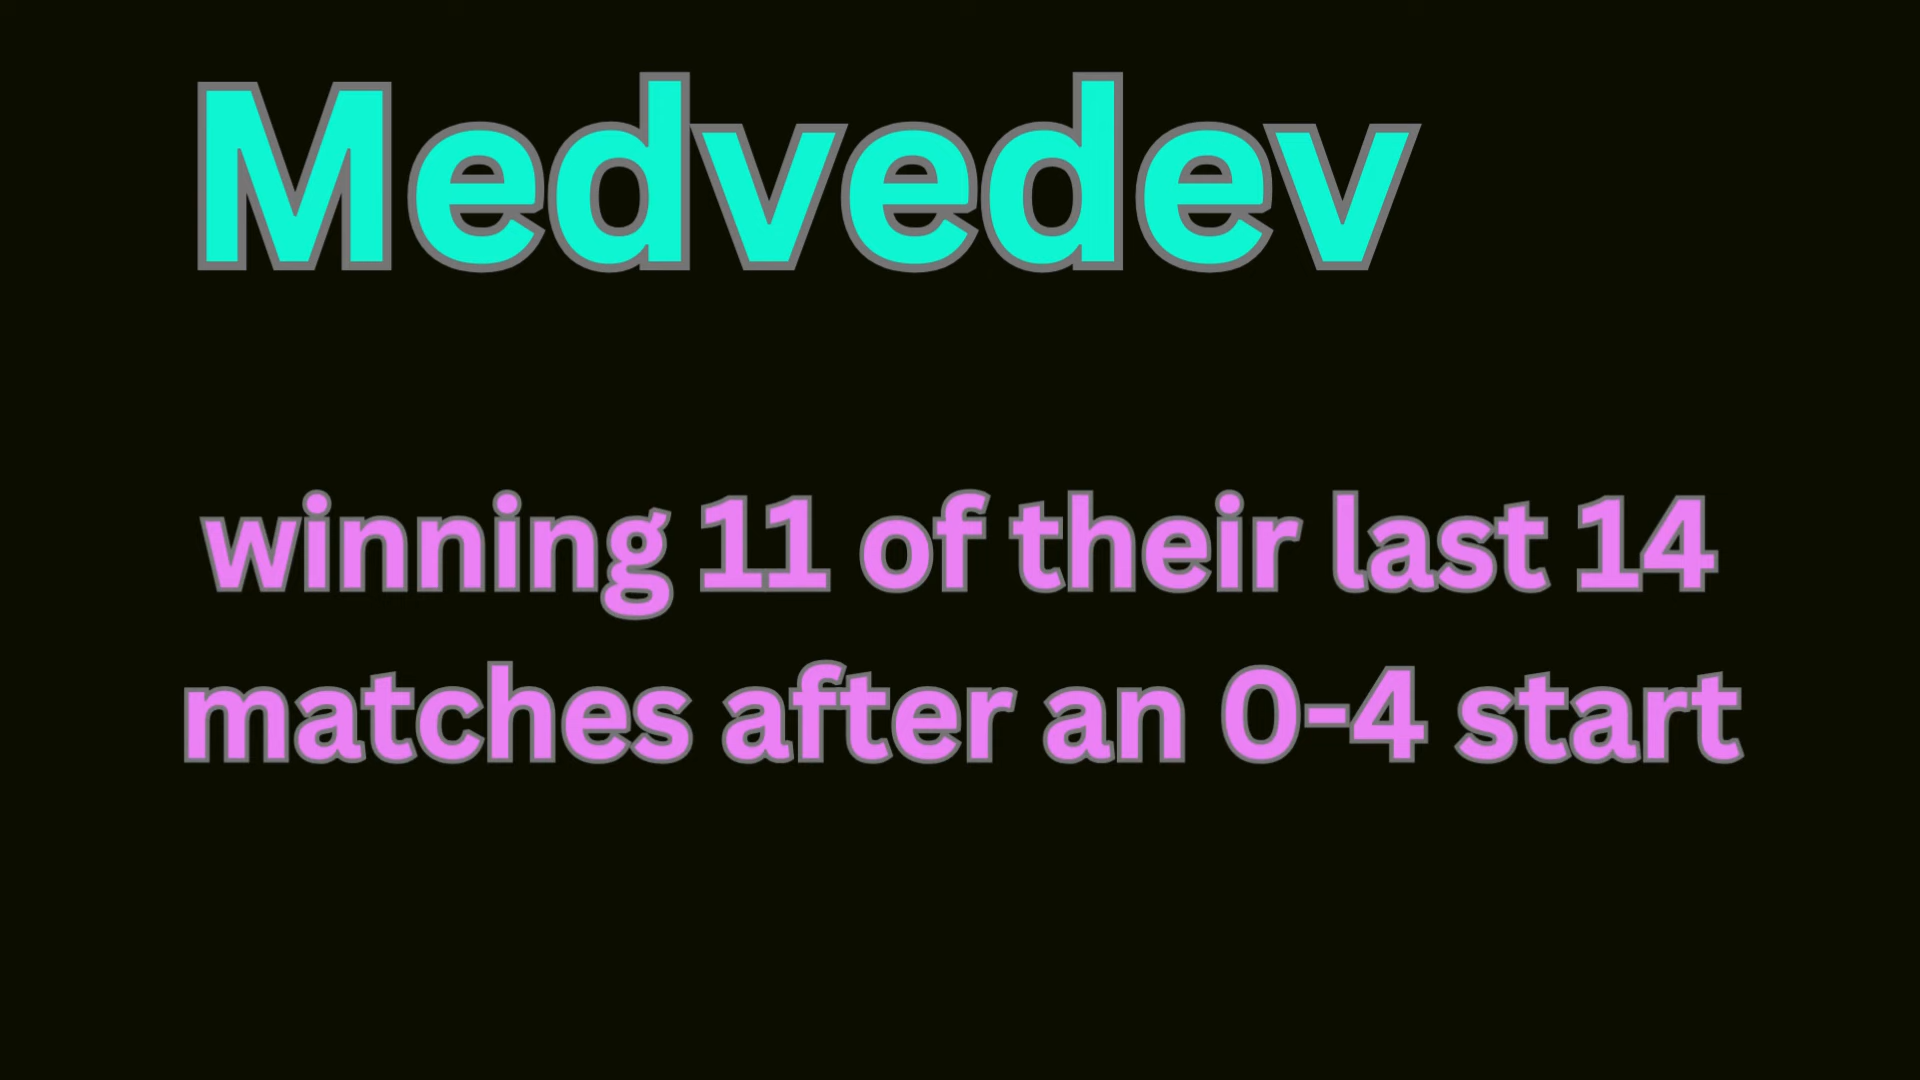 Medvedev
winning 11 of their last 14
matches after an 0-4 start